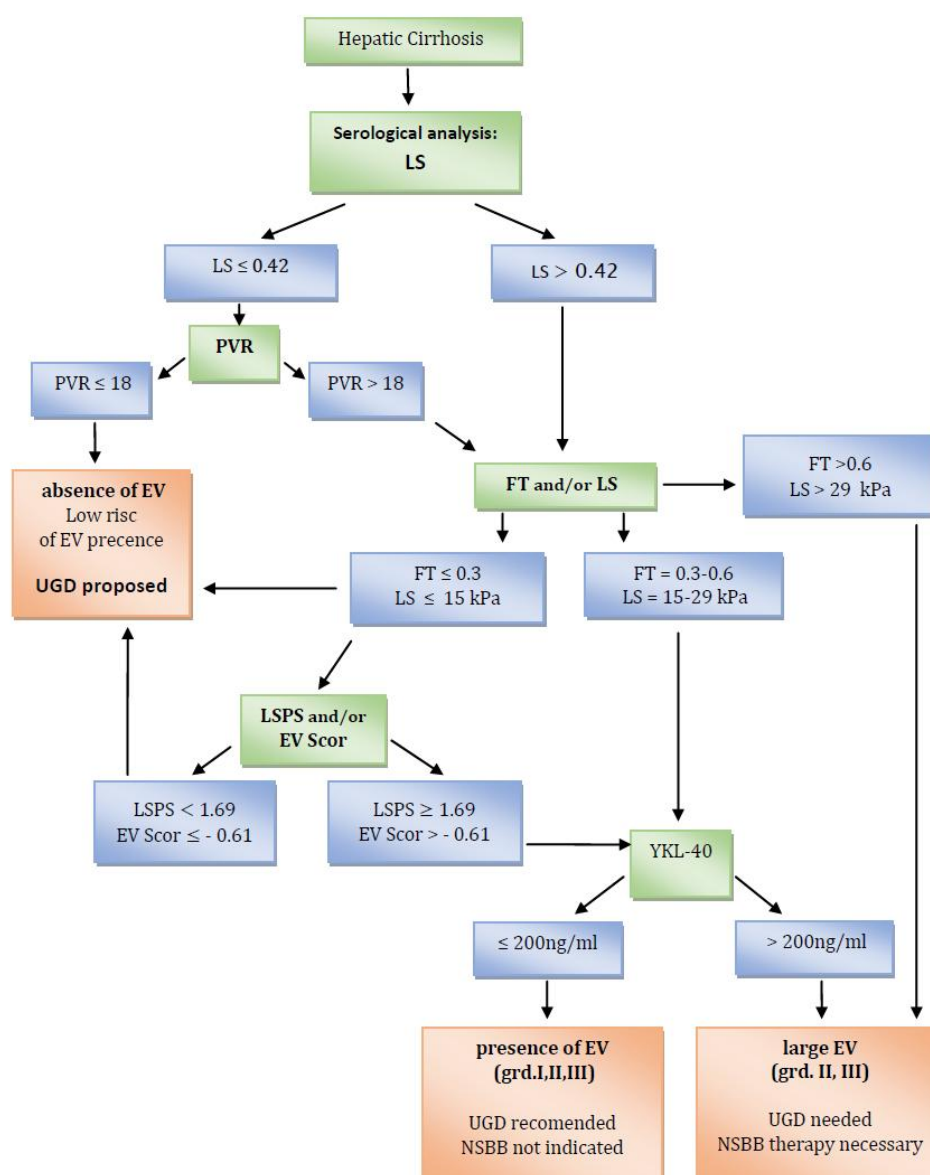 Hepatic Cirrhosis
Serological analysis:
LS
LS ≤ 0.42
LS > 0.42
PVR
PVR ≤ 18
PVR > 18
absence of EV
Low risc
of EV precence
UGD proposed
FT and/or LS
FT >0.6
LS > 29 kPa
FT ≤ 0.3
LS ≤ 15 kPa
FT = 0.3-0.6
LS = 15-29 kPa
LSPS and/or
EV Scor
LSPS < 1.69
EV Scor ≤ - 0.61
LSPS ≥ 1.69
EV Scor > - 0.61
YKL-40
≤ 200ng/ml
> 200ng/ml
presence of EV
(grd.I,II,III)
UGD recomended
NSBB not indicated
large EV
(grd. II, III)
UGD needed
NSBB therapy necessary